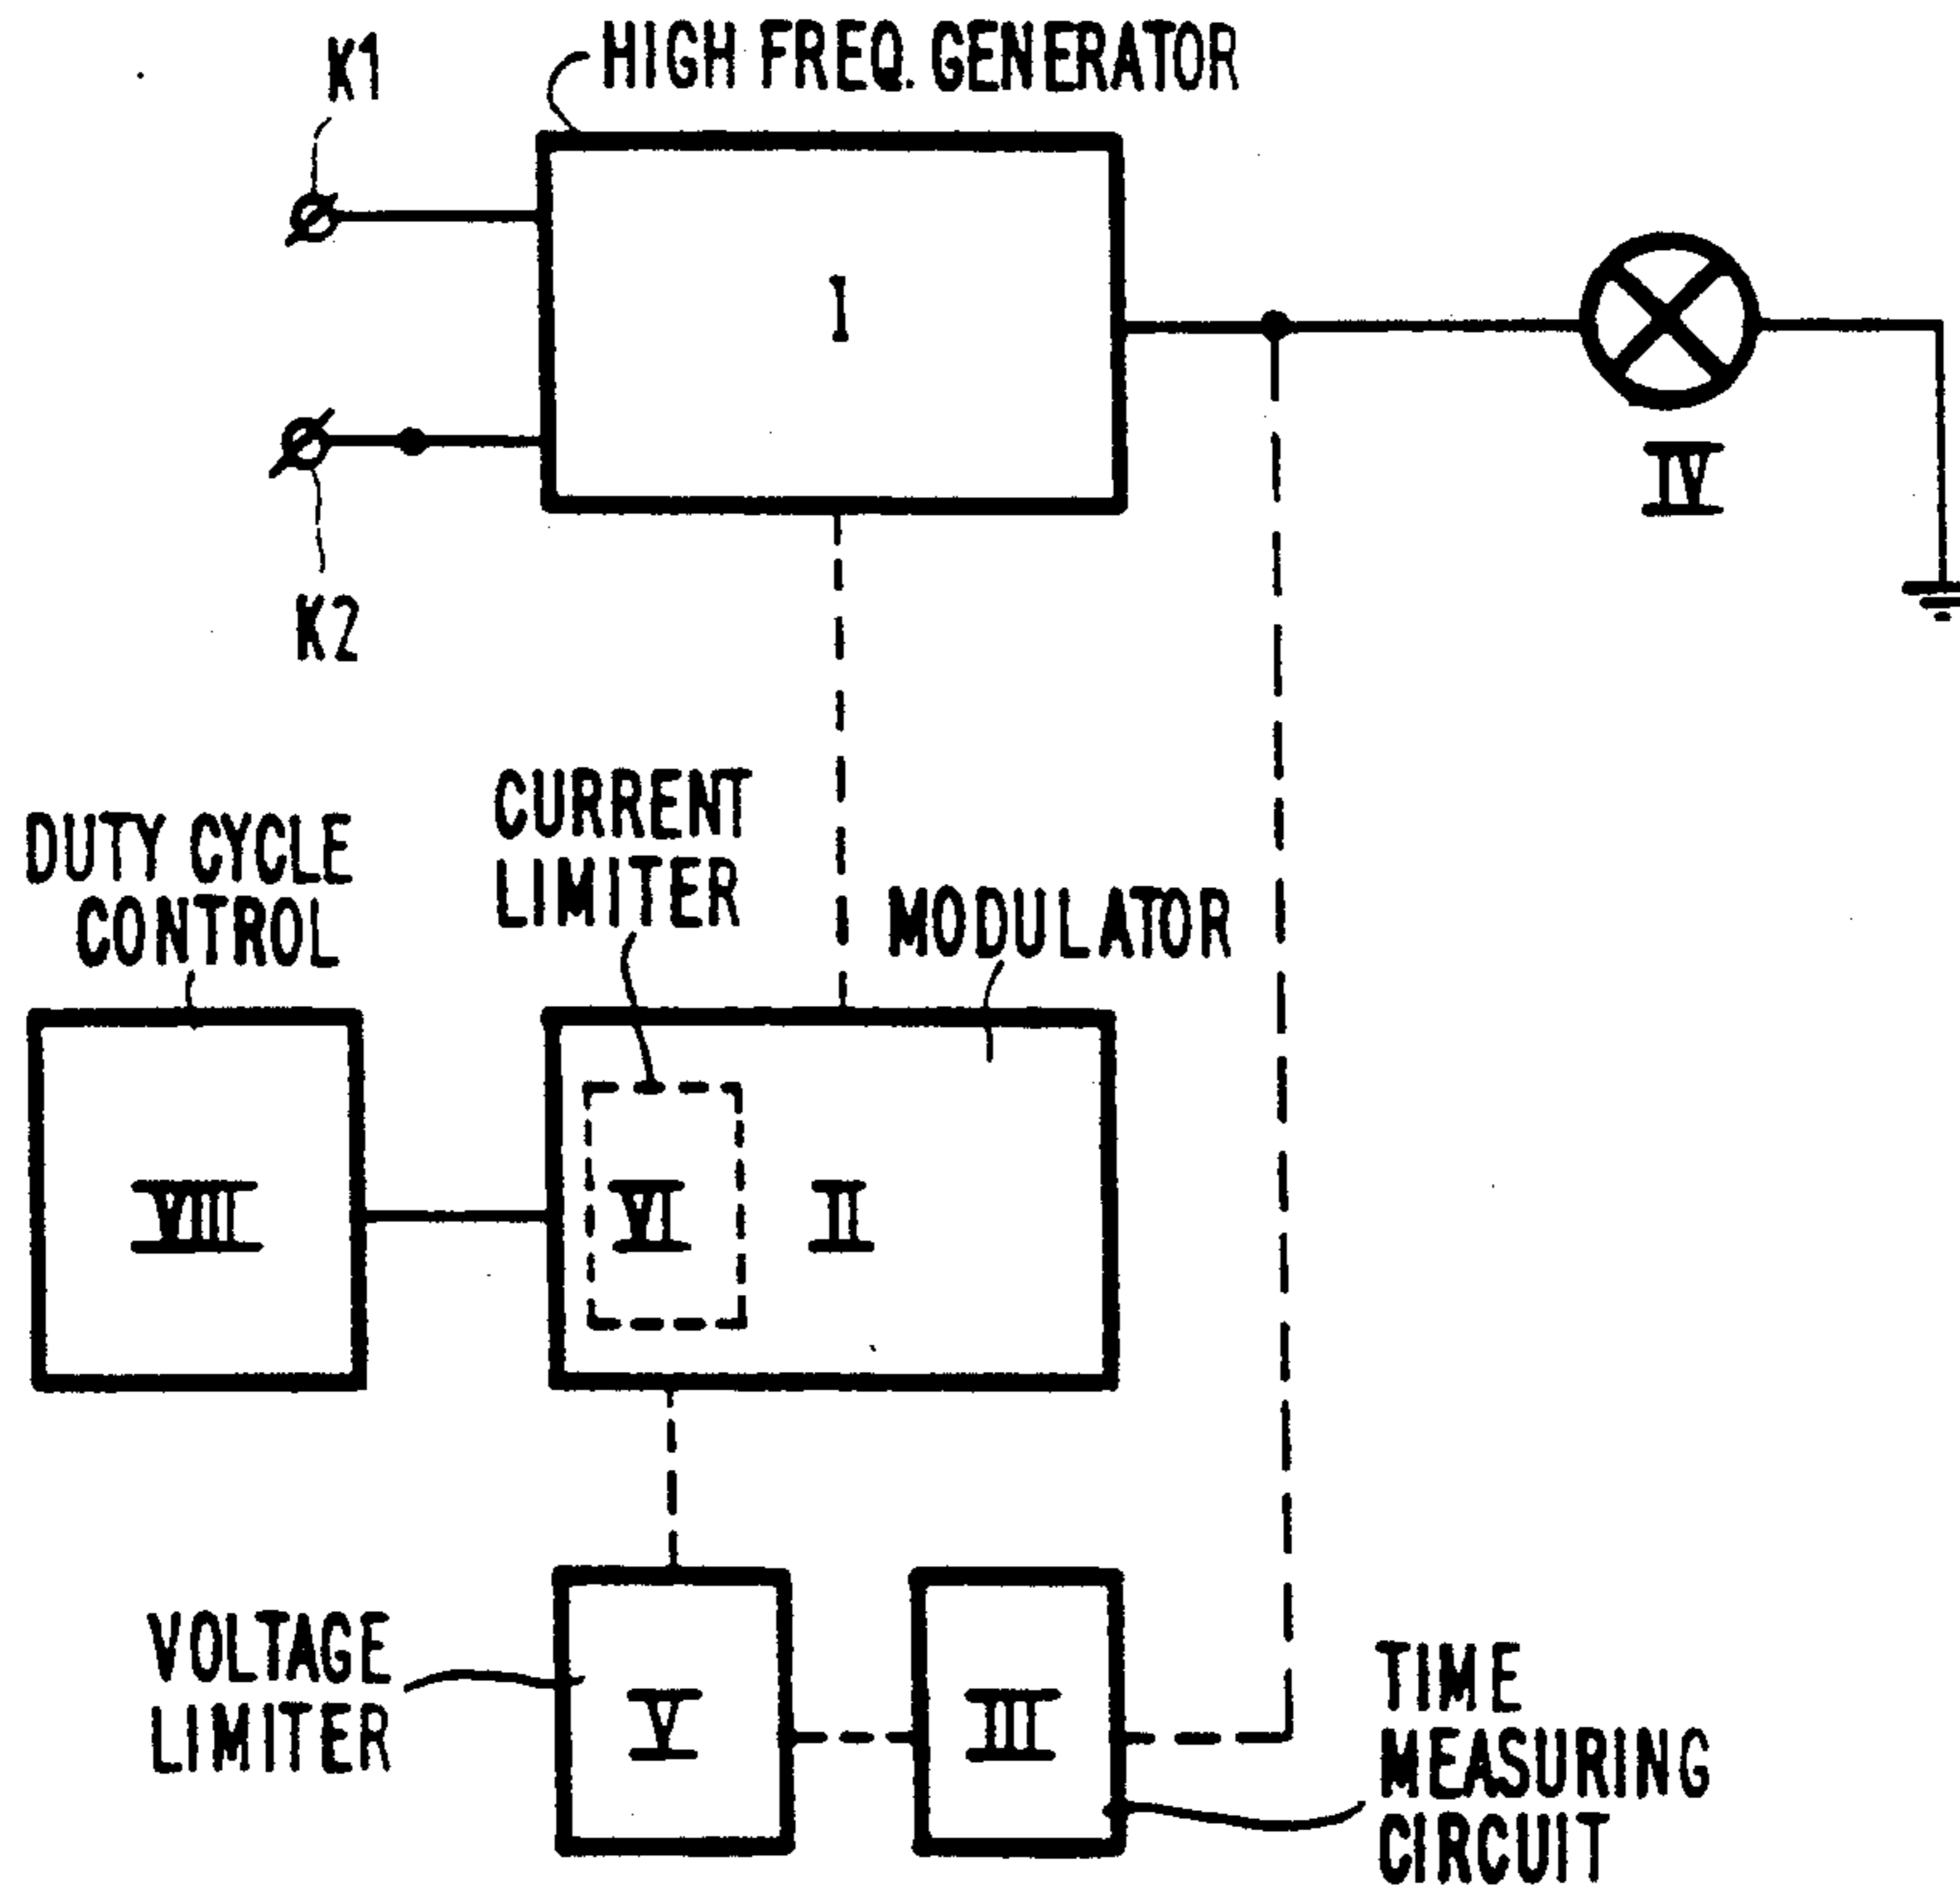 K1
HIGH FREQ. GENERATOR
I
IV
K2
CURRENT
LIMITER
DUTY CYCLE
CONTROL
MODULATOR
VIII
VI
II
VOLTAGE
LIMITER
V
III
TIME
MEASURING
CIRCUIT